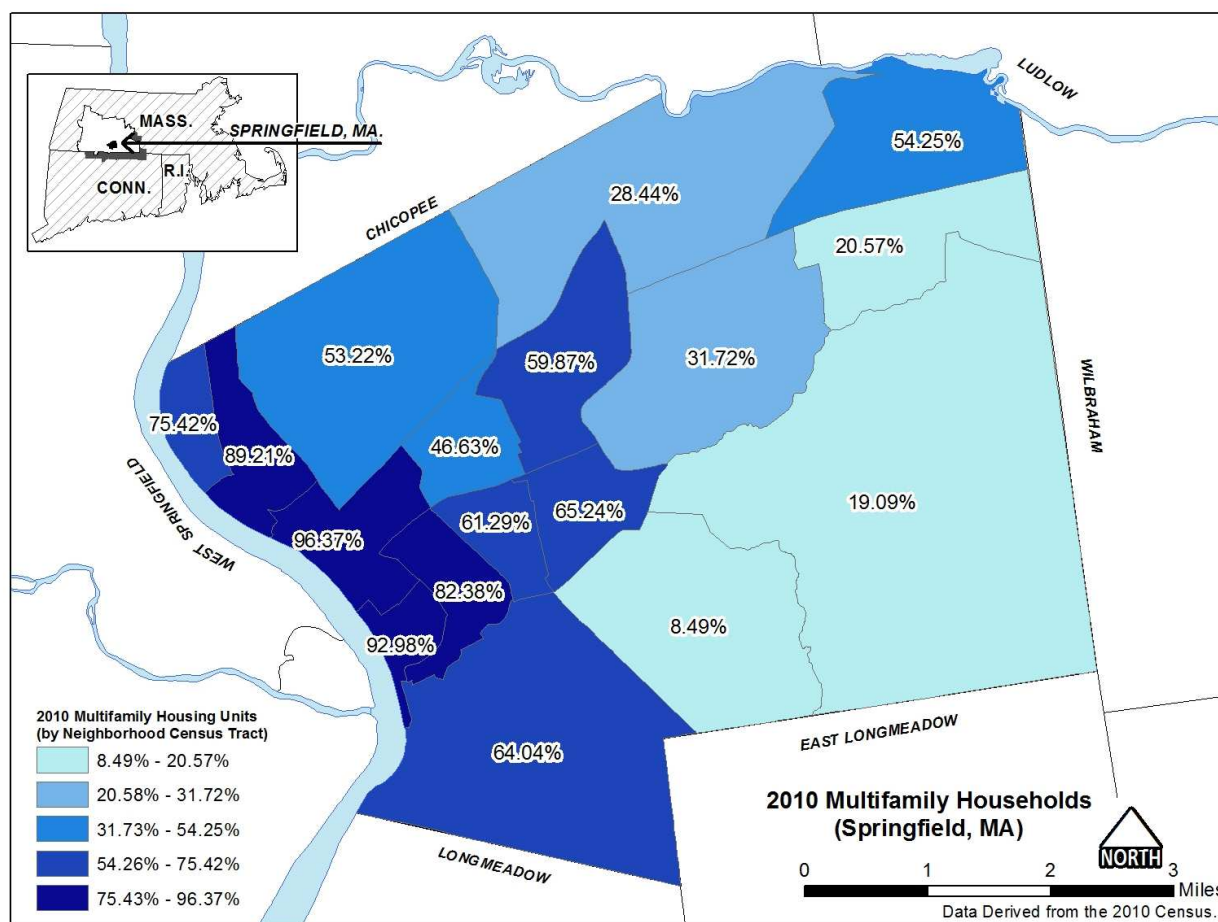 LUDLOW
MASS.
SPRINGFIELD, MA.
R.I.
CONN.
CHICOPEE
54.25%
28.44%
20.57%
53.22%
59.87%
31.72%
WILBRAHAM
75.42%
46.63%
89.21%
WEST SPRINGFIELD
61.29%
65.24%
19.09%
96.37%
82.38%
8.49%
92.98%
64.04%
EAST LONGMEADOW
LONGMEADOW
2010 Multifamily Housing Units
(by Neighborhood Census Tract)
8.49% - 20.57%
20.58% - 31.72%
31.73% - 54.25%
54.26% - 75.42%
75.43% - 96.37%
2010 Multifamily Households
(Springfield, MA)
NORTH
0 1 2 3
Miles
Data Derived from the 2010 Census.